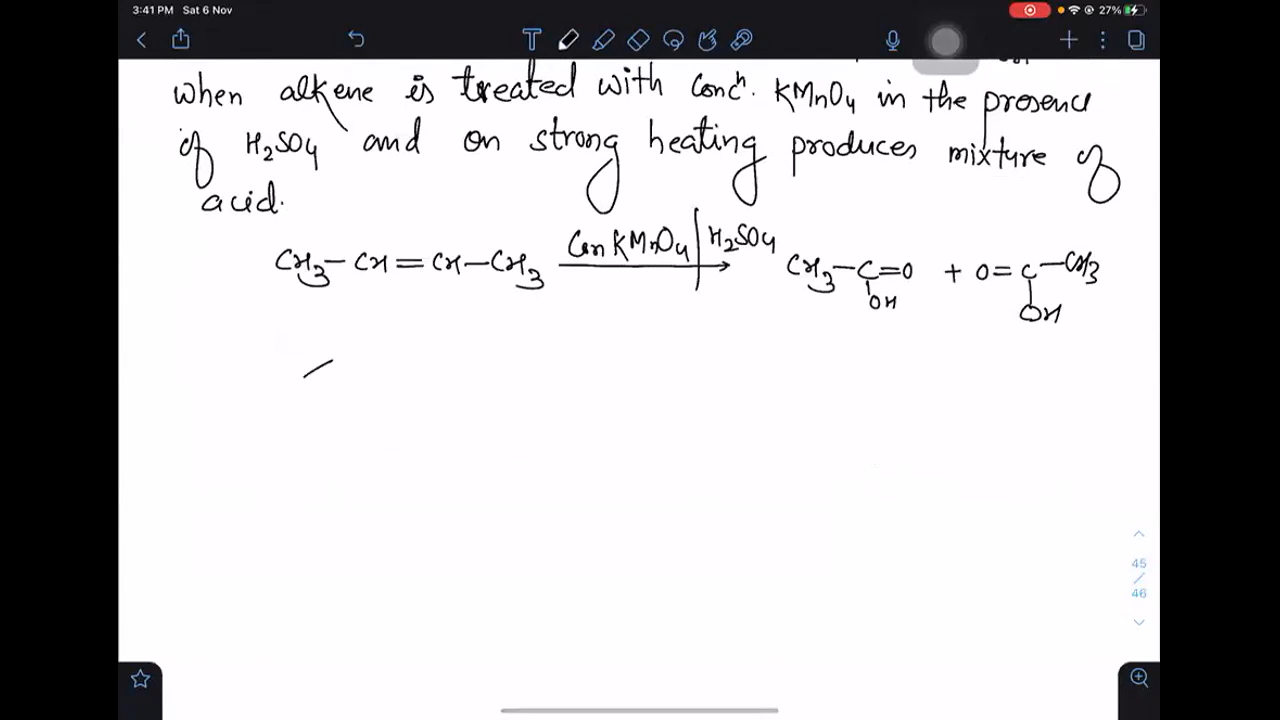 3:41 PM Sat 6 Nov
27%
when alkene is treated with Conc^n. KMnO4 in the presence
of H2SO4 and on strong heating produces mixture of
acid.
CH3-CH=CH-CH3 Con KMnO4 | H2SO4 → CH3-C=O + O=C-CH3
OH OH
45
/
46